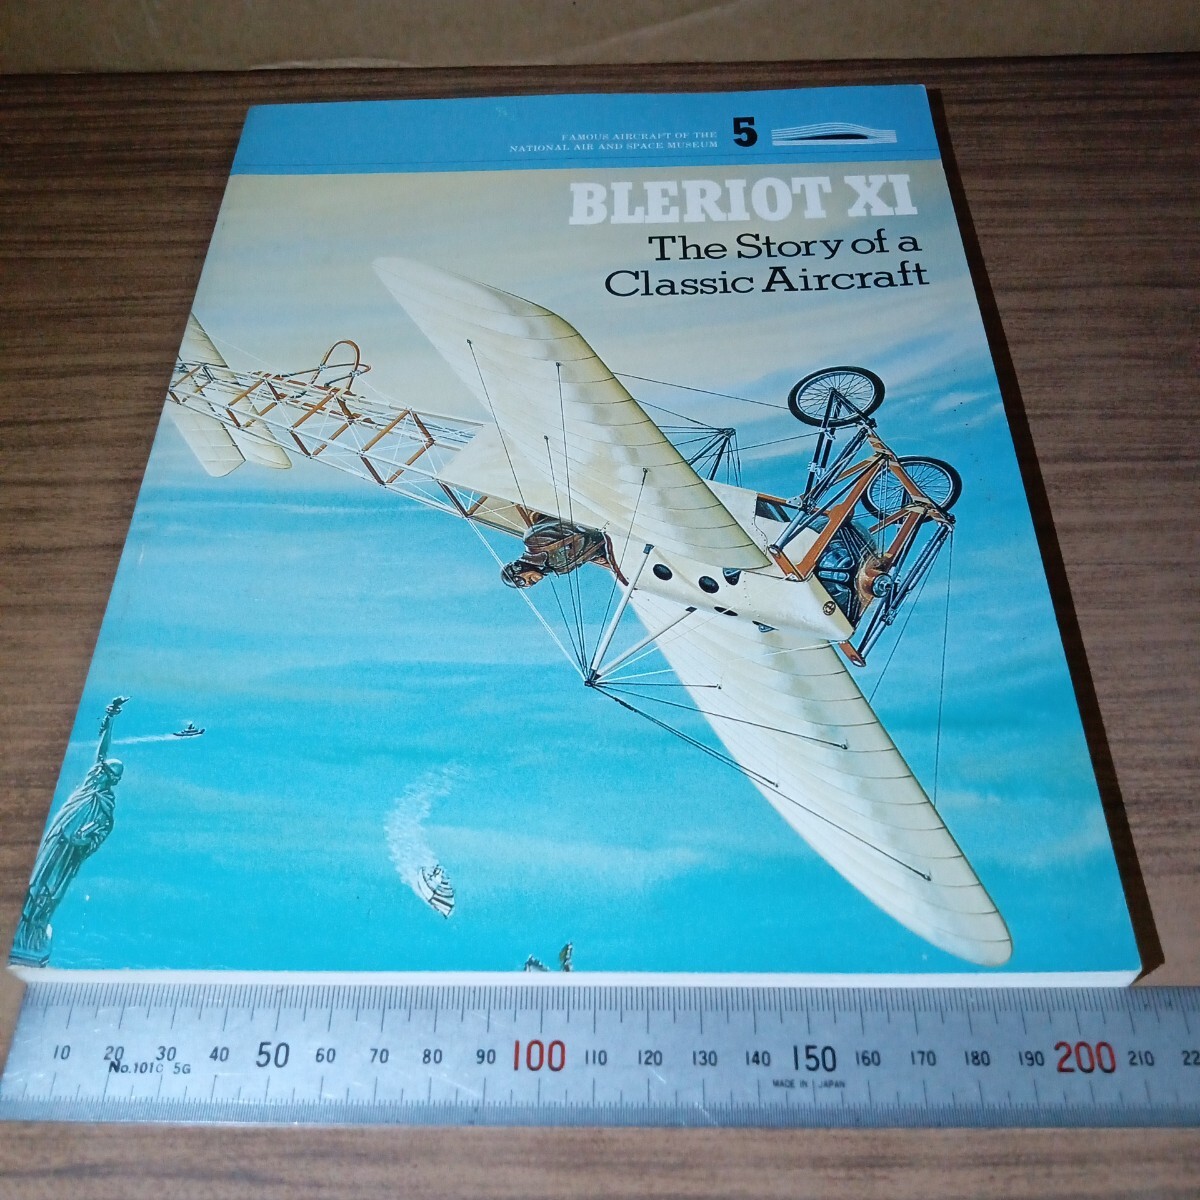 FAMOUS AIRCRAFT OF THE
NATIONAL AIR AND SPACE MUSEUM
5
BLERIOT XI
The Story of a
Classic Aircraft
10 20 30 40 50 60 70 80 90 100 110 120 130 140 150 160 170 180 190 200 210
No.101C 5G
MADE IN JAPAN